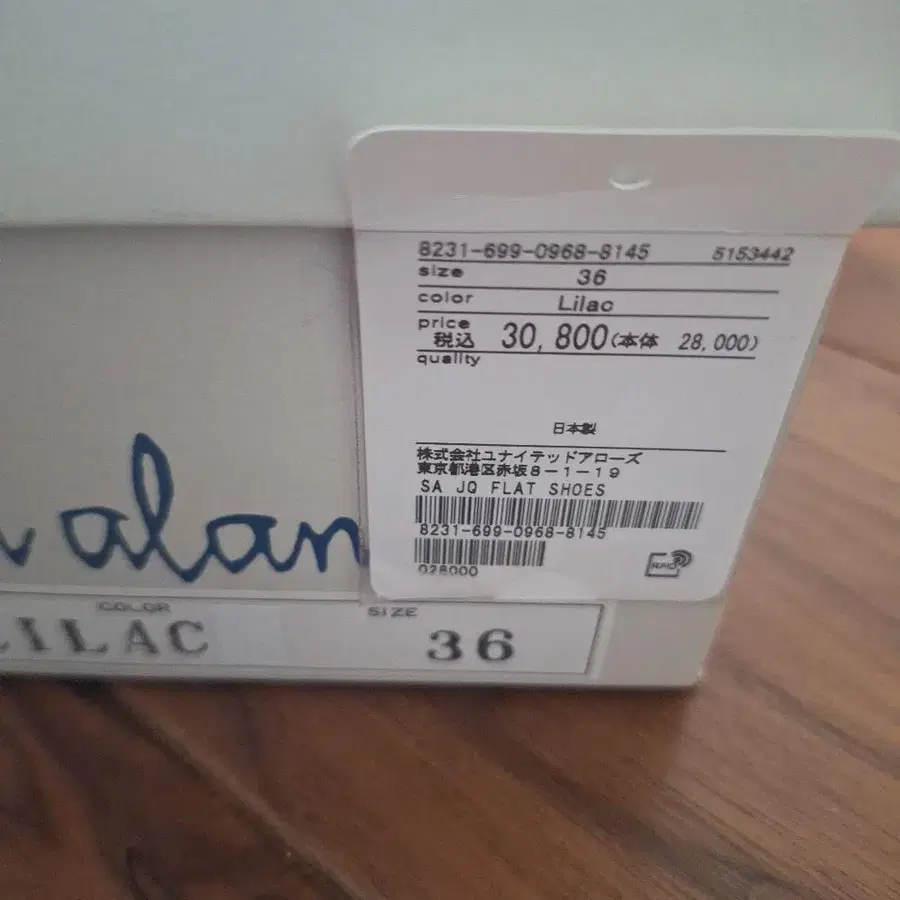 8231-699-0968-8145 5153442
size 36
color Lilac
price
税込 30,800(本体 28,000)
quality
日本製
株式会社ユナイテッドアローズ
東京都港区赤坂8-1-19
SA JQ FLAT SHOES
8231-699-0968-8145
028000
RFID
alan
COLOR SIZE
LILAC 36